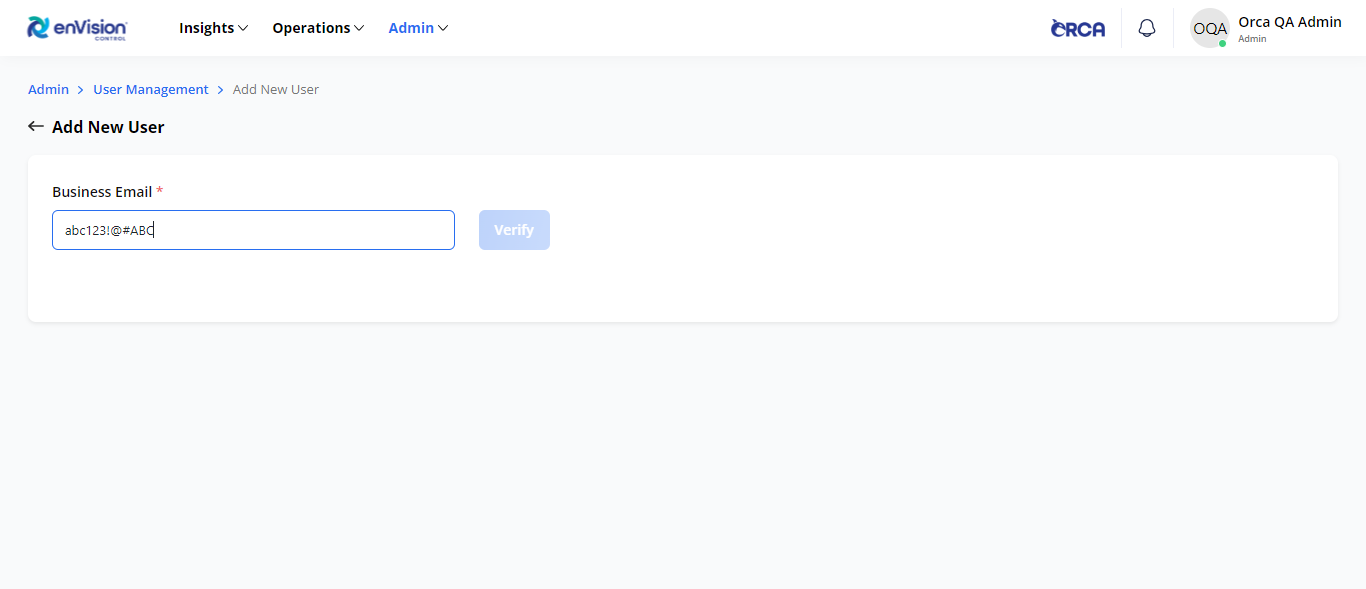 enVision
CONTROL
Insights Operations Admin
ORCA
OQA
Orca QA Admin
Admin
Admin > User Management > Add New User
← Add New User
Business Email *
abc123!@#ABC
Verify